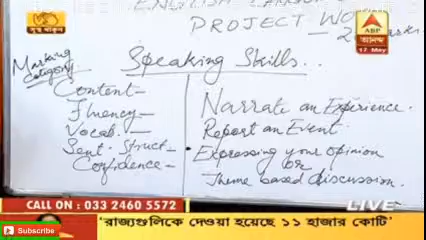 সুস্থ থাকুন
PROJECT
ABP
আনন্দ
17 May
Marking
Category
Speaking Skills..
Content-
Fluency-
Vocab.-
Sent. Struct-
Confidence-
Narrate an Experience.
Report an Event.
Expressing your opinion
or
Theme based discussion.
LIVE
CALL ON : 033 2460 5572
'রাজ্যগুলিকে দেওয়া হয়েছে ১১ হাজার কোটি'
Subscribe